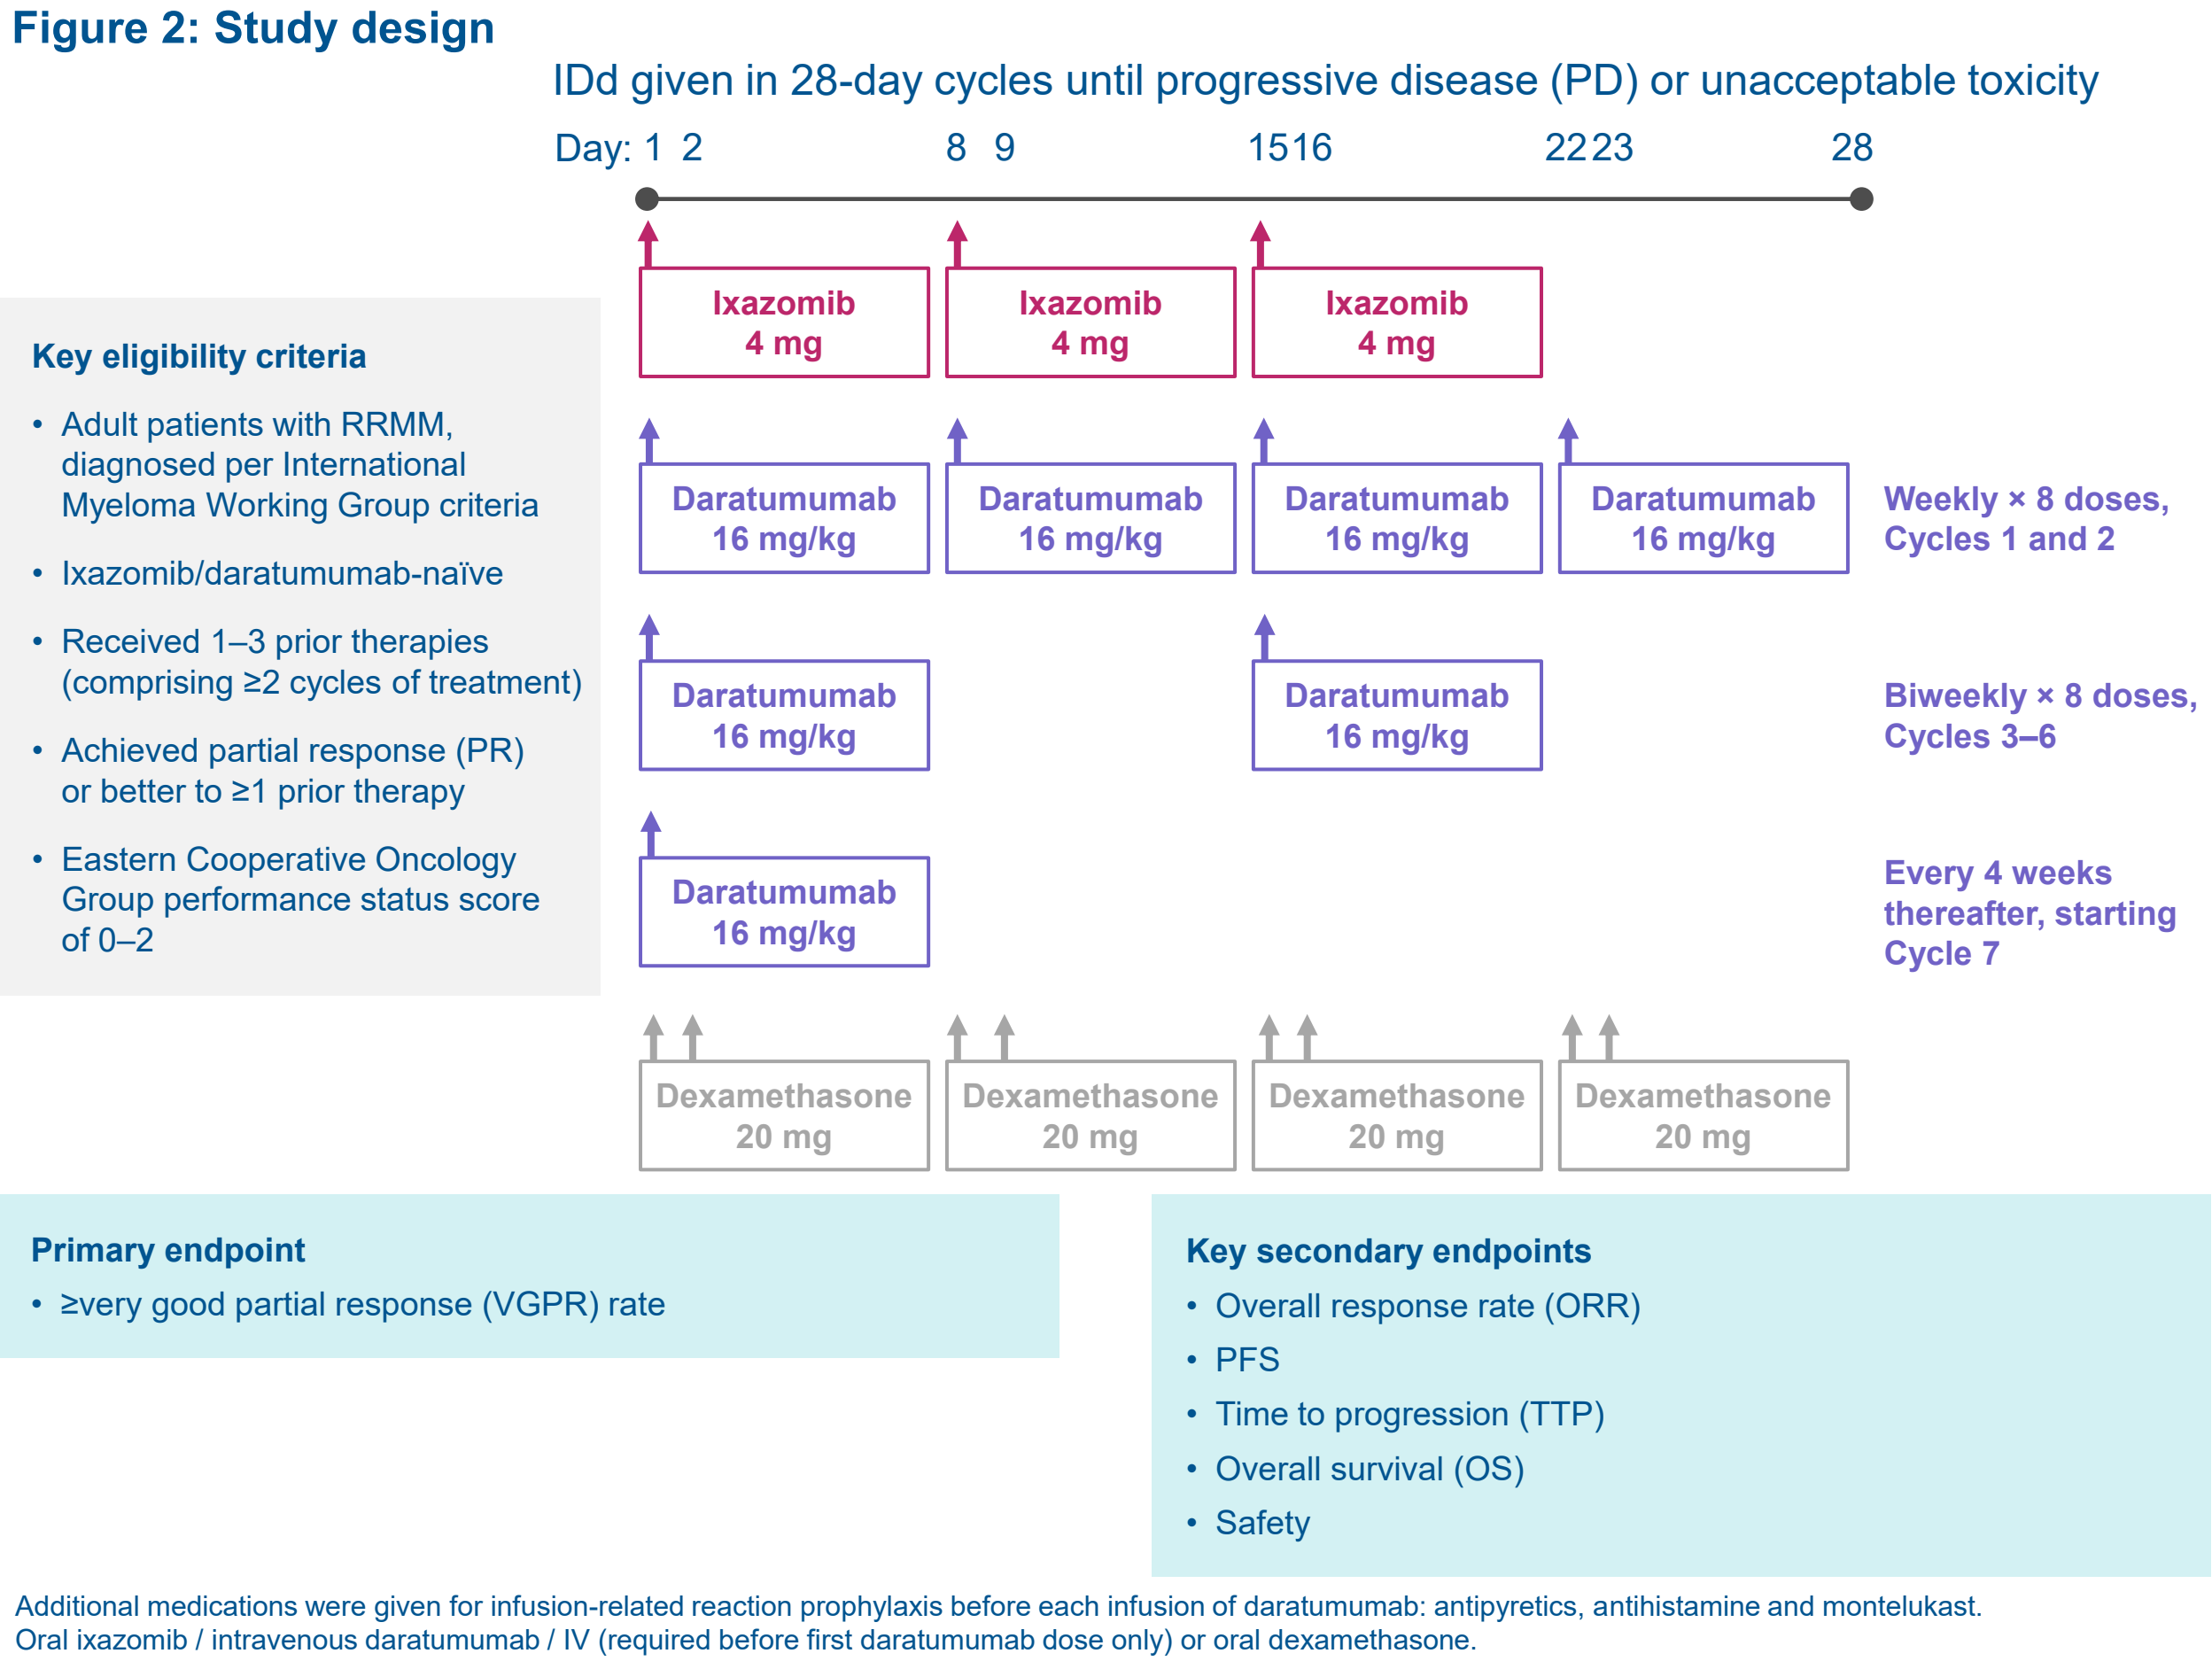 Figure 2: Study design
IDd given in 28-day cycles until progressive disease (PD) or unacceptable toxicity
Day: 1 2 8 9 15 16 22 23 28
Ixazomib
4 mg
Ixazomib
4 mg
Ixazomib
4 mg
Key eligibility criteria
• Adult patients with RRMM,
diagnosed per International
Myeloma Working Group criteria
• Ixazomib/daratumumab-naïve
• Received 1–3 prior therapies
(comprising ≥2 cycles of treatment)
• Achieved partial response (PR)
or better to ≥1 prior therapy
• Eastern Cooperative Oncology
Group performance status score
of 0–2
Daratumumab
16 mg/kg
Daratumumab
16 mg/kg
Daratumumab
16 mg/kg
Daratumumab
16 mg/kg
Weekly × 8 doses,
Cycles 1 and 2
Daratumumab
16 mg/kg
Daratumumab
16 mg/kg
Biweekly × 8 doses,
Cycles 3–6
Daratumumab
16 mg/kg
Every 4 weeks
thereafter, starting
Cycle 7
Dexamethasone
20 mg
Dexamethasone
20 mg
Dexamethasone
20 mg
Dexamethasone
20 mg
Primary endpoint
• ≥very good partial response (VGPR) rate
Key secondary endpoints
• Overall response rate (ORR)
• PFS
• Time to progression (TTP)
• Overall survival (OS)
• Safety
Additional medications were given for infusion-related reaction prophylaxis before each infusion of daratumumab: antipyretics, antihistamine and montelukast.
Oral ixazomib / intravenous daratumumab / IV (required before first daratumumab dose only) or oral dexamethasone.